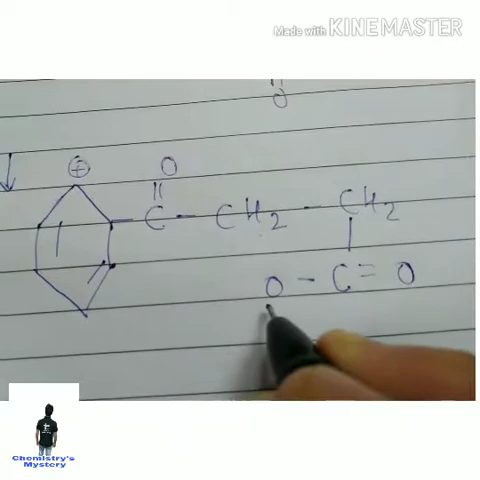 Made with KINEMASTER
O
||
⊕ O
||
C - CH2 - CH2
|
O - C = O
Chemistry's
Mystery